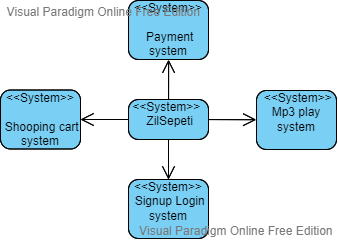 Visual Paradigm Online Free Edition
<<System>>
Payment
system
<<System>>
Shooping cart
system
<<System>>
ZilSepeti
<<System>>
Mp3 play
system
<<System>>
Signup Login
system
Visual Paradigm Online Free Edition